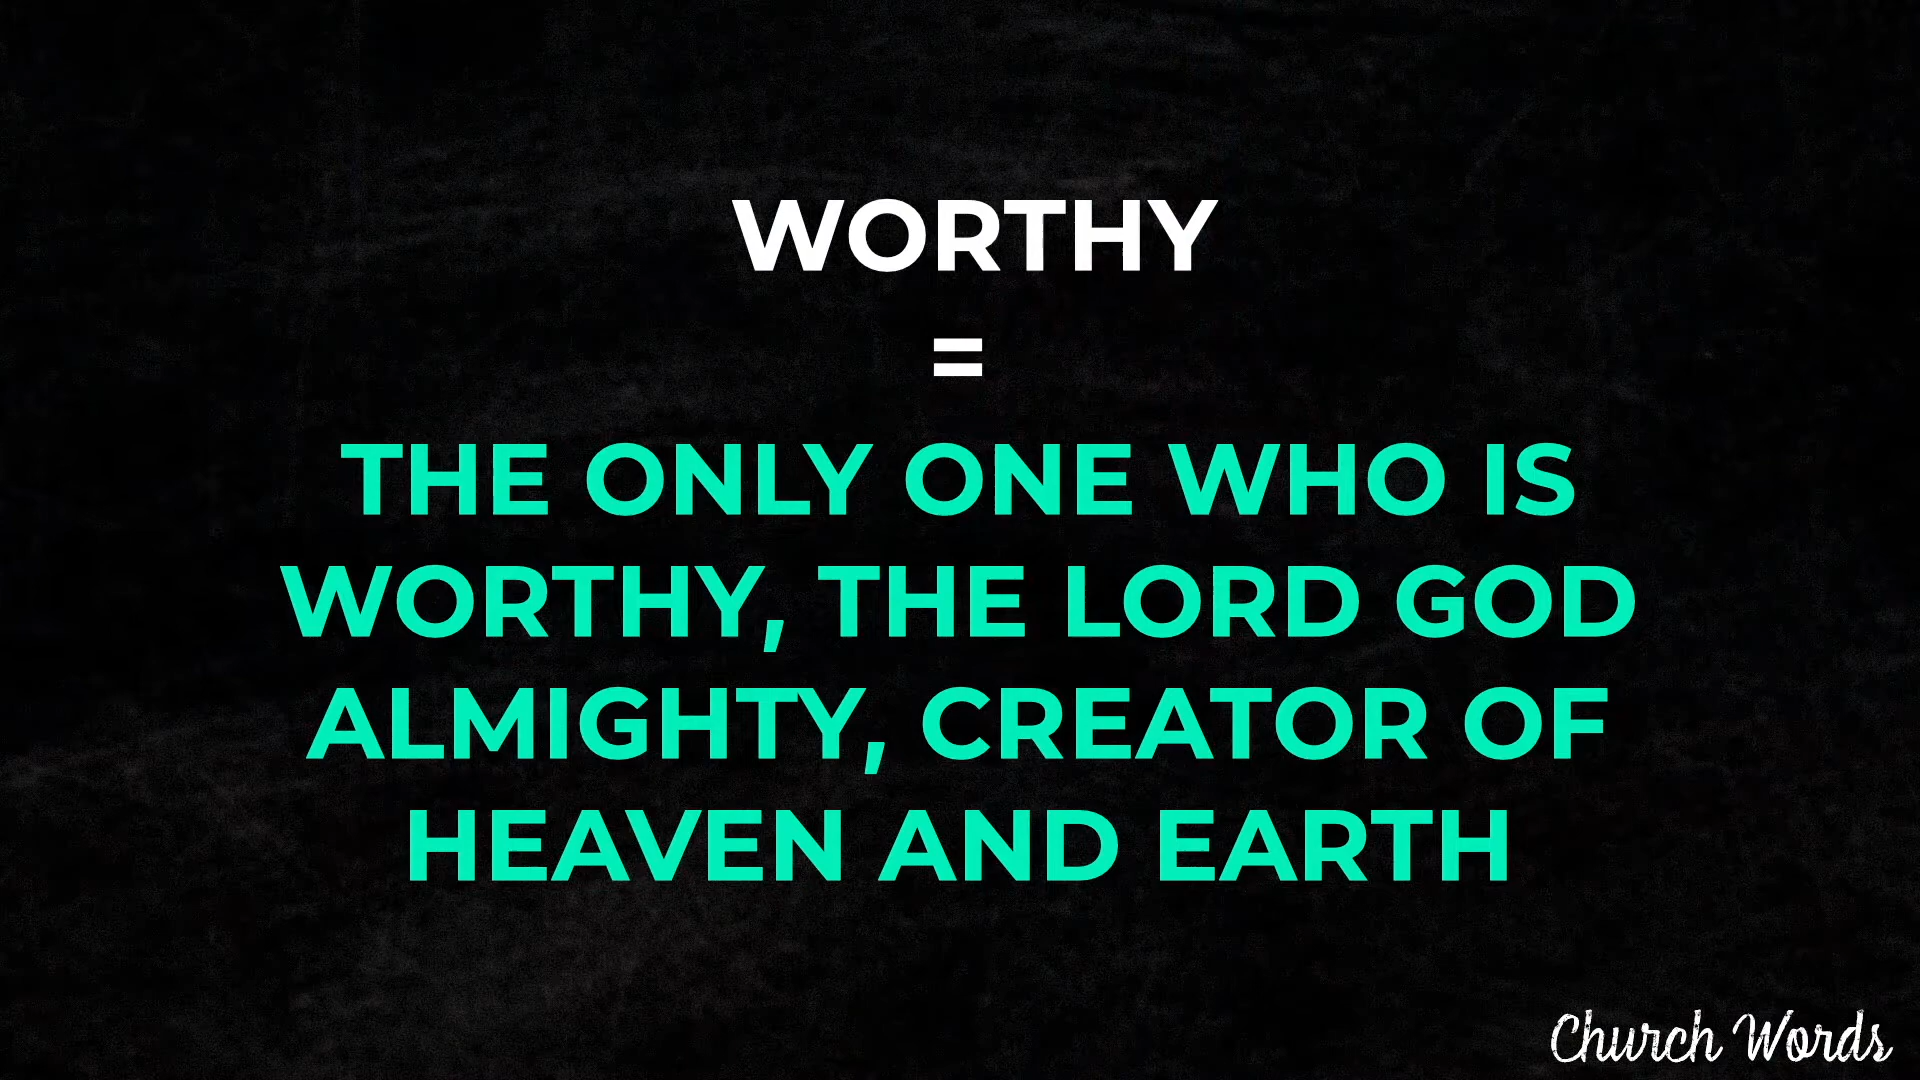 WORTHY
=
THE ONLY ONE WHO IS
WORTHY, THE LORD GOD
ALMIGHTY, CREATOR OF
HEAVEN AND EARTH
Church Words